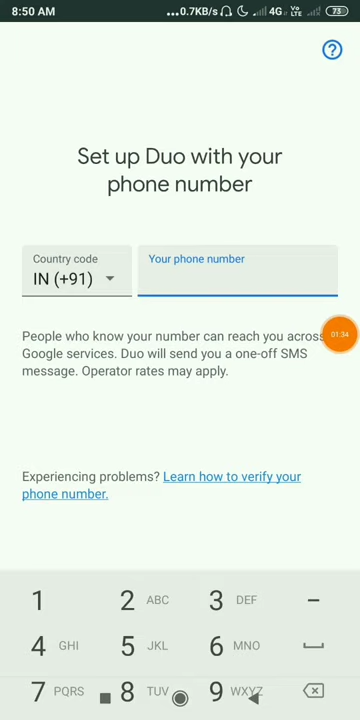 8:50 AM
...0.7KB/s
4G
Vo
LTE
73
?
Set up Duo with your
phone number
Country code
IN (+91)
Your phone number
People who know your number can reach you across
Google services. Duo will send you a one-off SMS
message. Operator rates may apply.
01:34
Experiencing problems? Learn how to verify your
phone number.
1 2 ABC 3 DEF –
4 GHI 5 JKL 6 MNO
7 PQRS 8 TUV 9 WXYZ